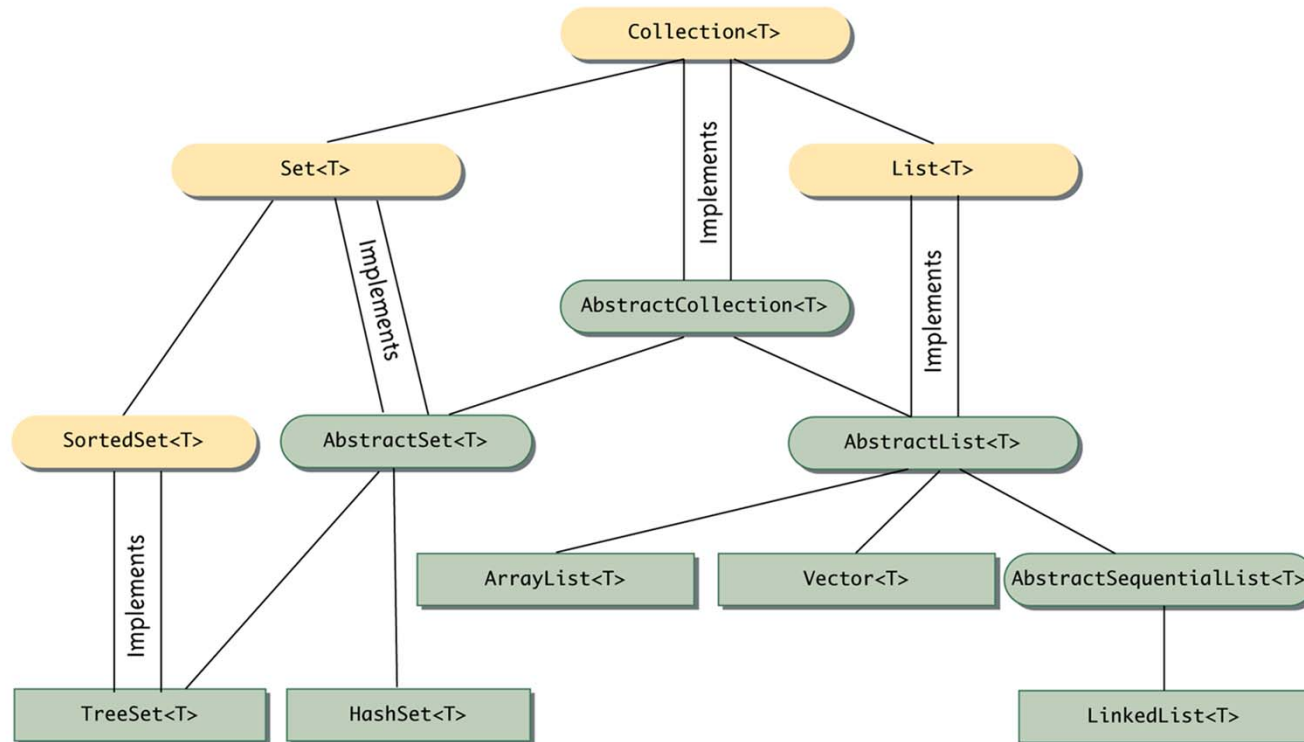 Collection<T>
Implements
Set<T>
List<T>
Implements
Implements
AbstractCollection<T>
SortedSet<T>
AbstractSet<T>
AbstractList<T>
Implements
ArrayList<T>
Vector<T>
AbstractSequentialList<T>
TreeSet<T>
HashSet<T>
LinkedList<T>